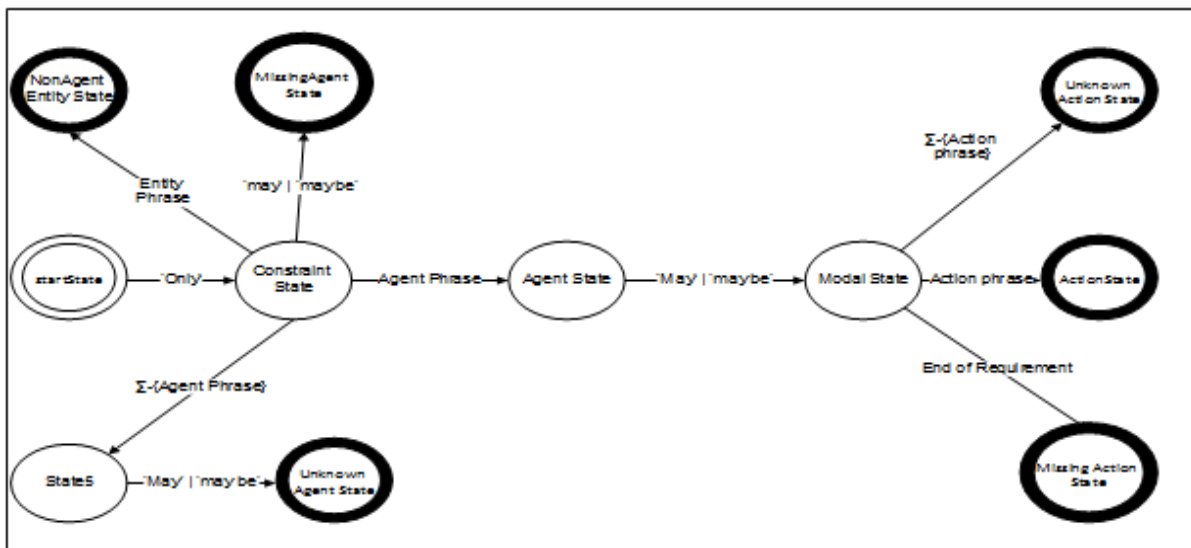 NonAgent
Entity State
MissingAgent
State
Unknown
Action State
∑-{Action
phrase}
Entity
Phrase
'may' | 'maybe"
startState
'Only'
Constraint
State
Agent Phrase
Agent State
'May' | "maybe"
Modal State
Action phrase
ActionState
End of Requirement
∑-{Agent Phrase}
State5
'May' | 'may be'
Unknown
Agent State
Missing Action
State